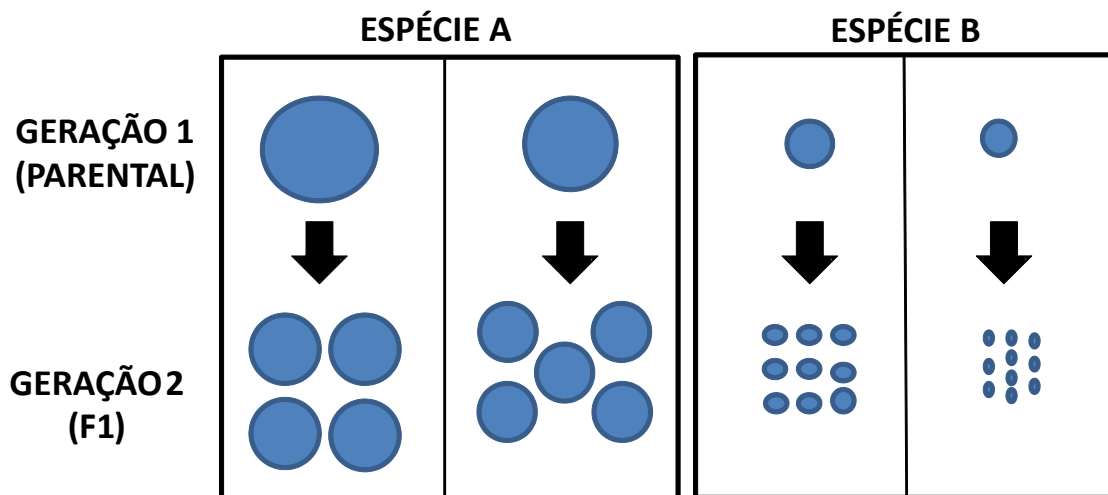 ESPÉCIE A
ESPÉCIE B
GERAÇÃO 1
(PARENTAL)
GERAÇÃO 2
(F1)